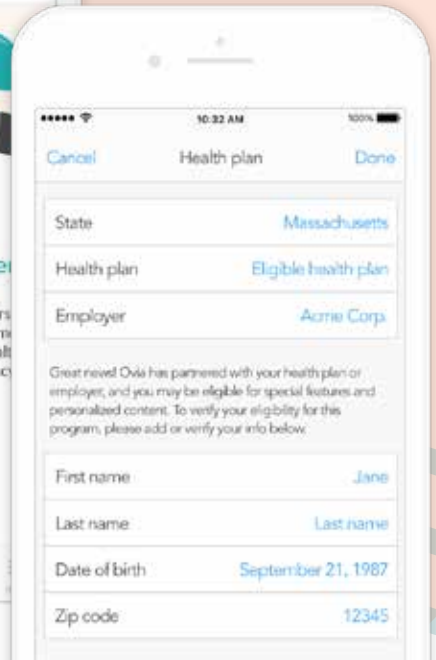 10:32 AM 100%
Cancel Health plan Done
State Massachusetts
Health plan Eligible health plan
Employer Acme Corp.
Great news! Ovia has partnered with your health plan or
employer, and you may be eligible for special features and
personalized content. To verify your eligibility for this
program, please add or verify your info below.
First name Jane
Last name Last name
Date of birth September 21, 1987
Zip code 12345